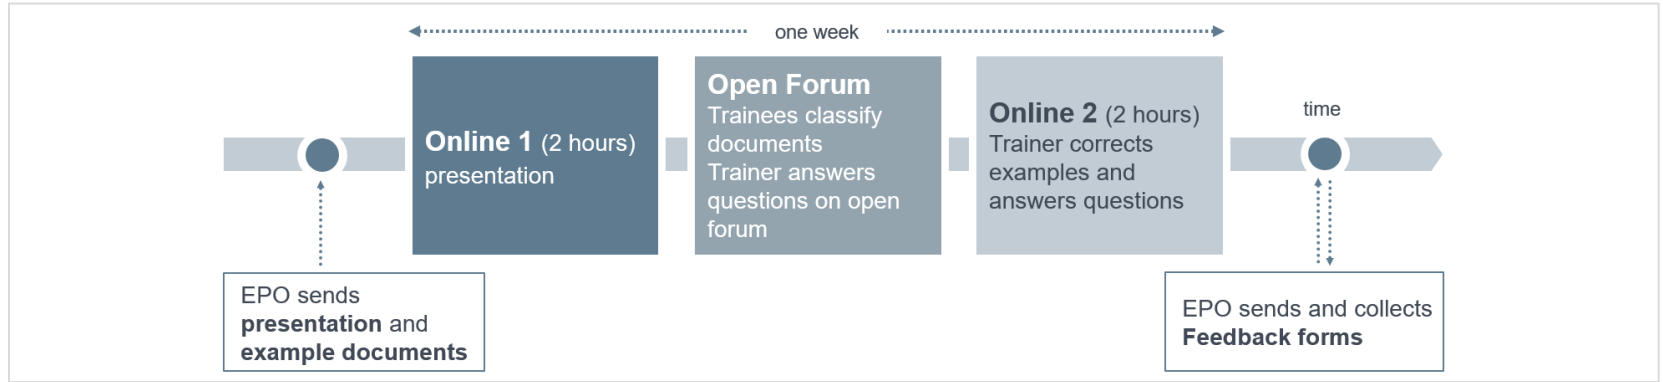 one week
Online 1 (2 hours)
presentation
Open Forum
Trainees classify
documents
Trainer answers
questions on open
forum
Online 2 (2 hours)
Trainer corrects
examples and
answers questions
time
EPO sends
presentation and
example documents
EPO sends and collects
Feedback forms